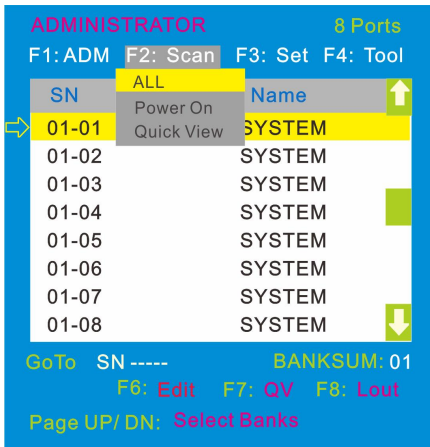 ADMINISTRATOR 8 Ports
F1: ADM F2: Scan F3: Set F4: Tool
ALL
Power On
Quick View
SN Name
01-01 SYSTEM
01-02 SYSTEM
01-03 SYSTEM
01-04 SYSTEM
01-05 SYSTEM
01-06 SYSTEM
01-07 SYSTEM
01-08 SYSTEM
GoTo SN ----- BANKSUM: 01
F6: Edit F7: QV F8: Lout
Page UP/ DN: Select Banks